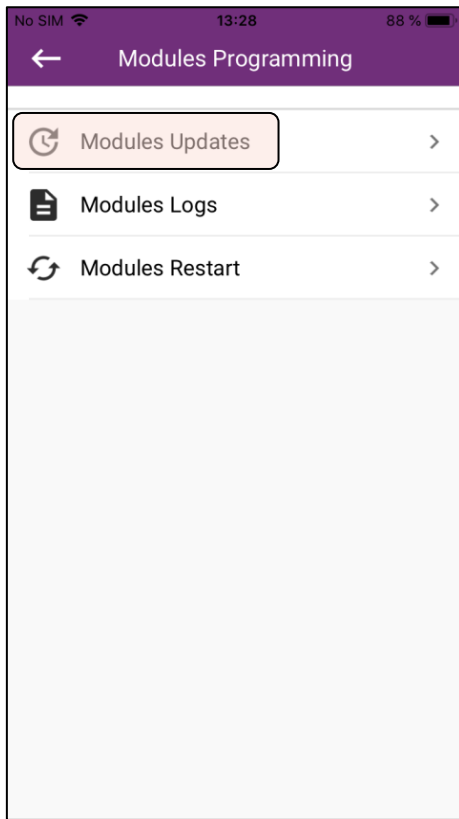 No SIM 13:28 88 %
Modules Programming
Modules Updates
Modules Logs
Modules Restart